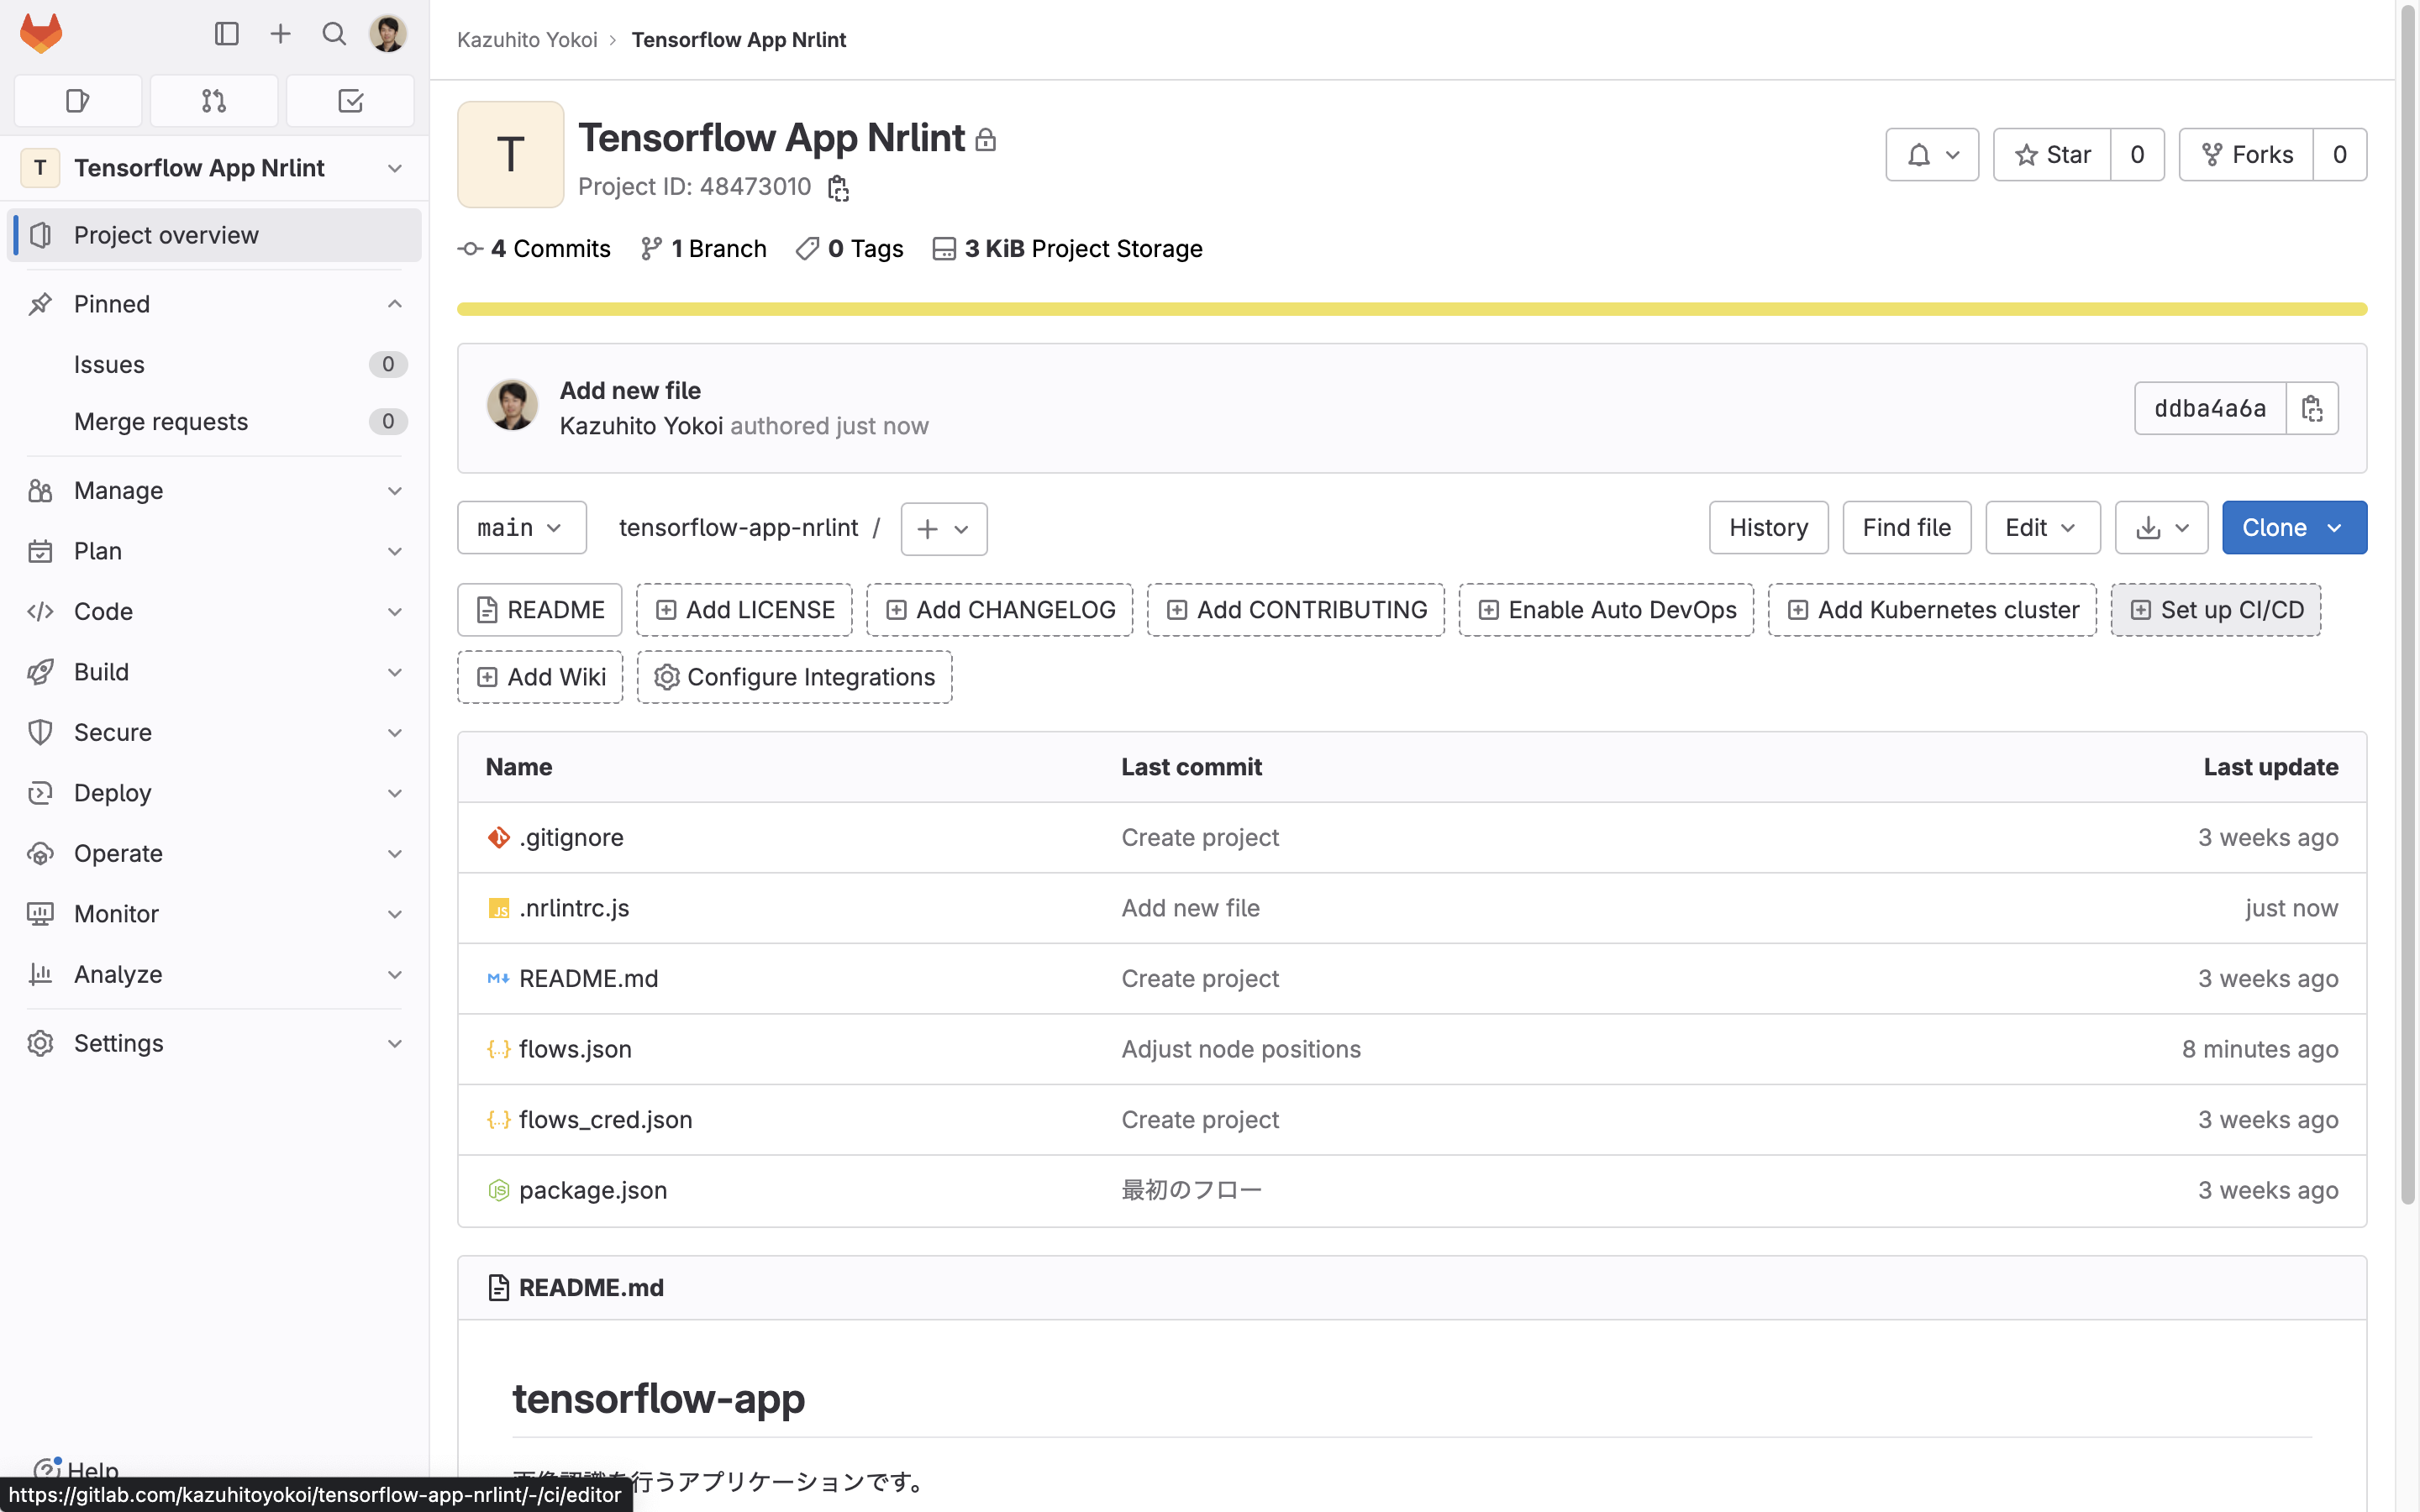 Kazuhito Yokoi › Tensorflow App Nrlint
T Tensorflow App Nrlint
Project overview
Pinned
Issues 0
Merge requests 0
Manage
Plan
Code
Build
Secure
Deploy
Operate
Monitor
Analyze
Settings
Help
https://gitlab.com/kazuhitoyokoi/tensorflow-app-nrlint/-/ci/editor
T
Tensorflow App Nrlint
Project ID: 48473010
Star 0
Forks 0
4 Commits 1 Branch 0 Tags 3 KiB Project Storage
Add new file
Kazuhito Yokoi authored just now
ddba4a6a
main tensorflow-app-nrlint / +
History Find file Edit Clone
README Add LICENSE Add CHANGELOG Add CONTRIBUTING Enable Auto DevOps Add Kubernetes cluster Set up CI/CD
Add Wiki Configure Integrations
Name Last commit Last update
.gitignore Create project 3 weeks ago
JS .nrlintrc.js Add new file just now
README.md Create project 3 weeks ago
flows.json Adjust node positions 8 minutes ago
flows_cred.json Create project 3 weeks ago
package.json 最初のフロー 3 weeks ago
README.md
tensorflow-app
画像認識を行うアプリケーションです。